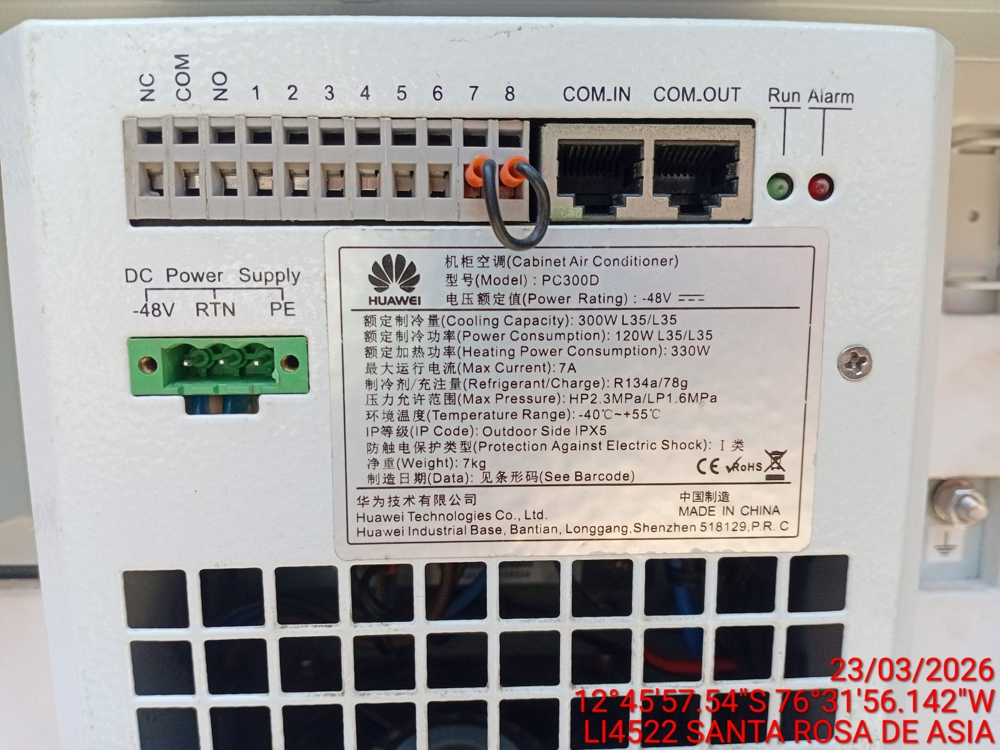 NC COM NO 1 2 3 4 5 6 7 8 COM_IN COM_OUT Run Alarm
DC Power Supply
-48V RTN PE
HUAWEI
机柜空调(Cabinet Air Conditioner)
型号(Model) : PC300D
电压额定值(Power Rating) : -48V
额定制冷量(Cooling Capacity): 300W L35/L35
额定制冷功率(Power Consumption): 120W L35/L35
额定加热功率(Heating Power Consumption): 330W
最大运行电流(Max Current): 7A
制冷剂/充注量(Refrigerant/Charge): R134a/78g
压力允许范围(Max Pressure): HP2.3MPa/LP1.6MPa
环境温度(Temperature Range): -40℃~+55℃
IP等级(IP Code): Outdoor Side IPX5
防触电保护类型(Protection Against Electric Shock): I 类
净重(Weight): 7kg
CE RoHS
制造日期(Data): 见条形码(See Barcode)
华为技术有限公司
Huawei Technologies Co., Ltd.
Huawei Industrial Base, Bantian, Longgang,Shenzhen 518129,P.R. C
中国制造
MADE IN CHINA
23/03/2026
12°45'57.54"S 76°31'56.142"W
LI4522 SANTA ROSA DE ASIA